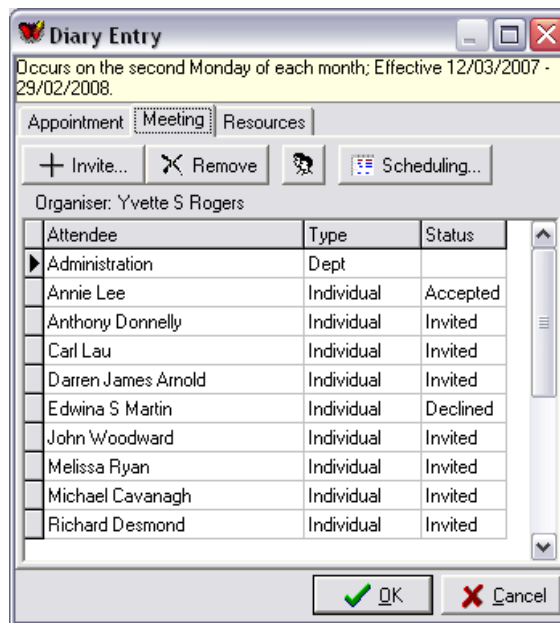 Diary Entry
Occurs on the second Monday of each month; Effective 12/03/2007 -
29/02/2008.
Appointment Meeting Resources
Invite... Remove Scheduling...
Organiser: Yvette S Rogers
Attendee Type Status
Administration Dept
Annie Lee Individual Accepted
Anthony Donnelly Individual Invited
Carl Lau Individual Invited
Darren James Arnold Individual Invited
Edwina S Martin Individual Declined
John Woodward Individual Invited
Melissa Ryan Individual Invited
Michael Cavanagh Individual Invited
Richard Desmond Individual Invited
OK Cancel